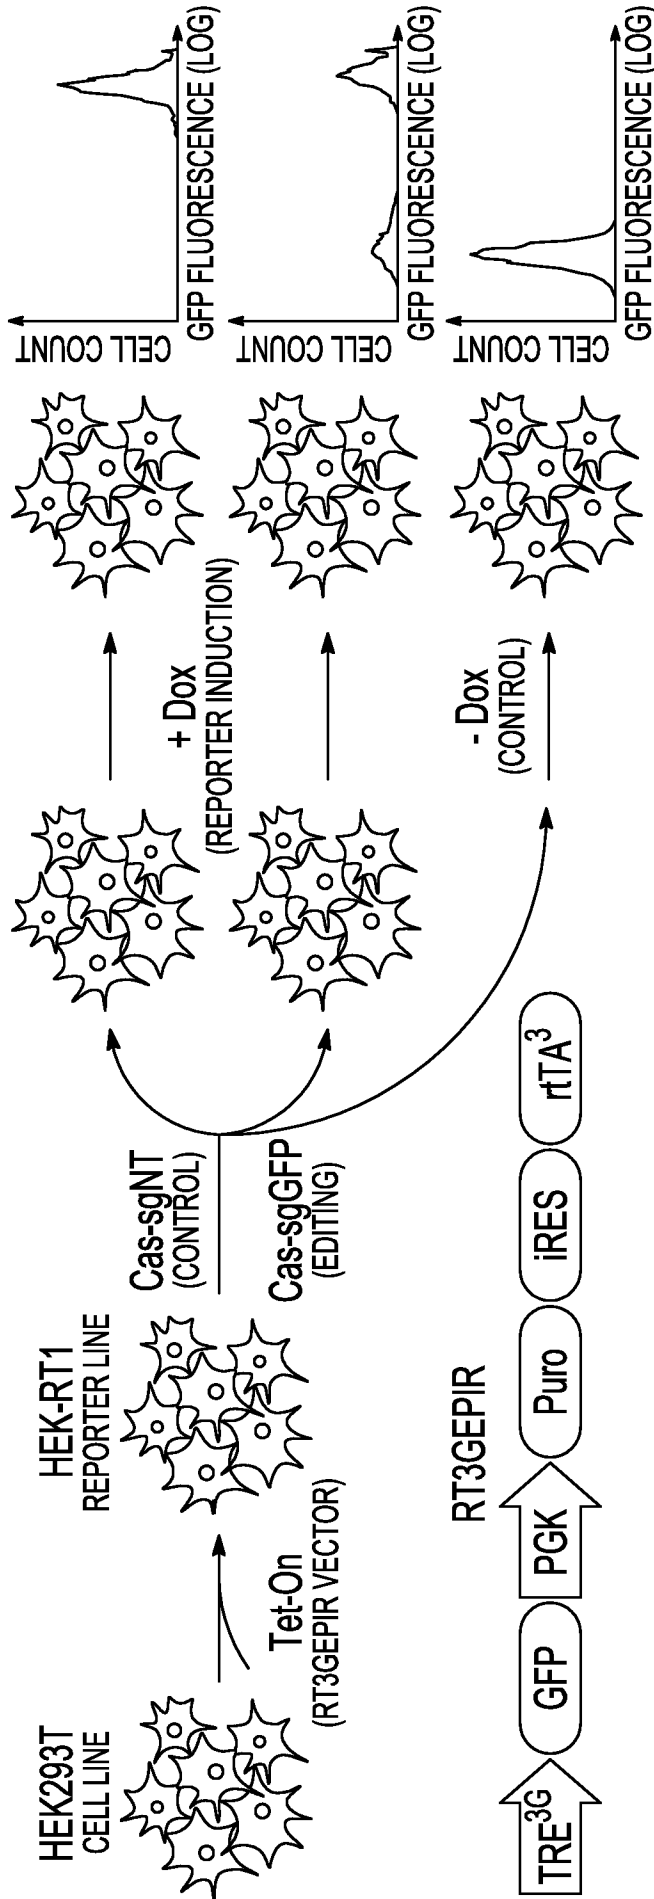 HEK293T
CELL LINE
Tet-On
(RT3GEPIR VECTOR)
HEK-RT1
REPORTER LINE
Cas-sgNT
(CONTROL)
Cas-sgGFP
(EDITING)
+ Dox
(REPORTER INDUCTION)
- Dox
(CONTROL)
CELL COUNT
GFP FLUORESCENCE (LOG)
CELL COUNT
GFP FLUORESCENCE (LOG)
CELL COUNT
GFP FLUORESCENCE (LOG)
RT3GEPIR
TRE3G GFP PGK Puro iRES rtTA3